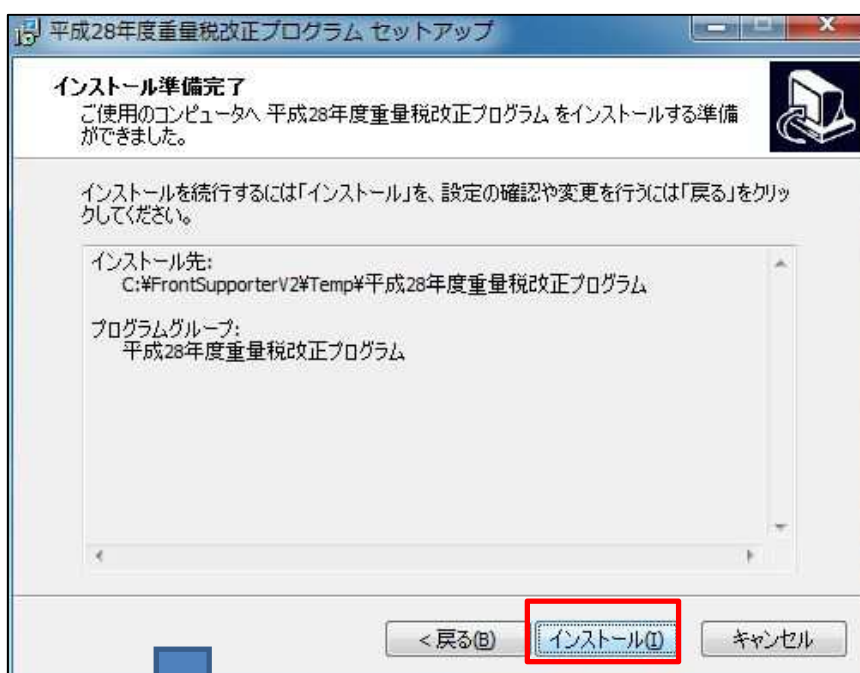 平成28年度重量税改正プログラム セットアップ
インストール準備完了
ご使用のコンピュータへ 平成28年度重量税改正プログラム をインストールする準備
ができました。
インストールを続行するには「インストール」を、設定の確認や変更を行うには「戻る」をクリッ
クしてください。
インストール先:
C:¥FrontSupporterV2¥Temp¥平成28年度重量税改正プログラム
プログラムグループ:
平成28年度重量税改正プログラム
< 戻る(B)
インストール(I)
キャンセル